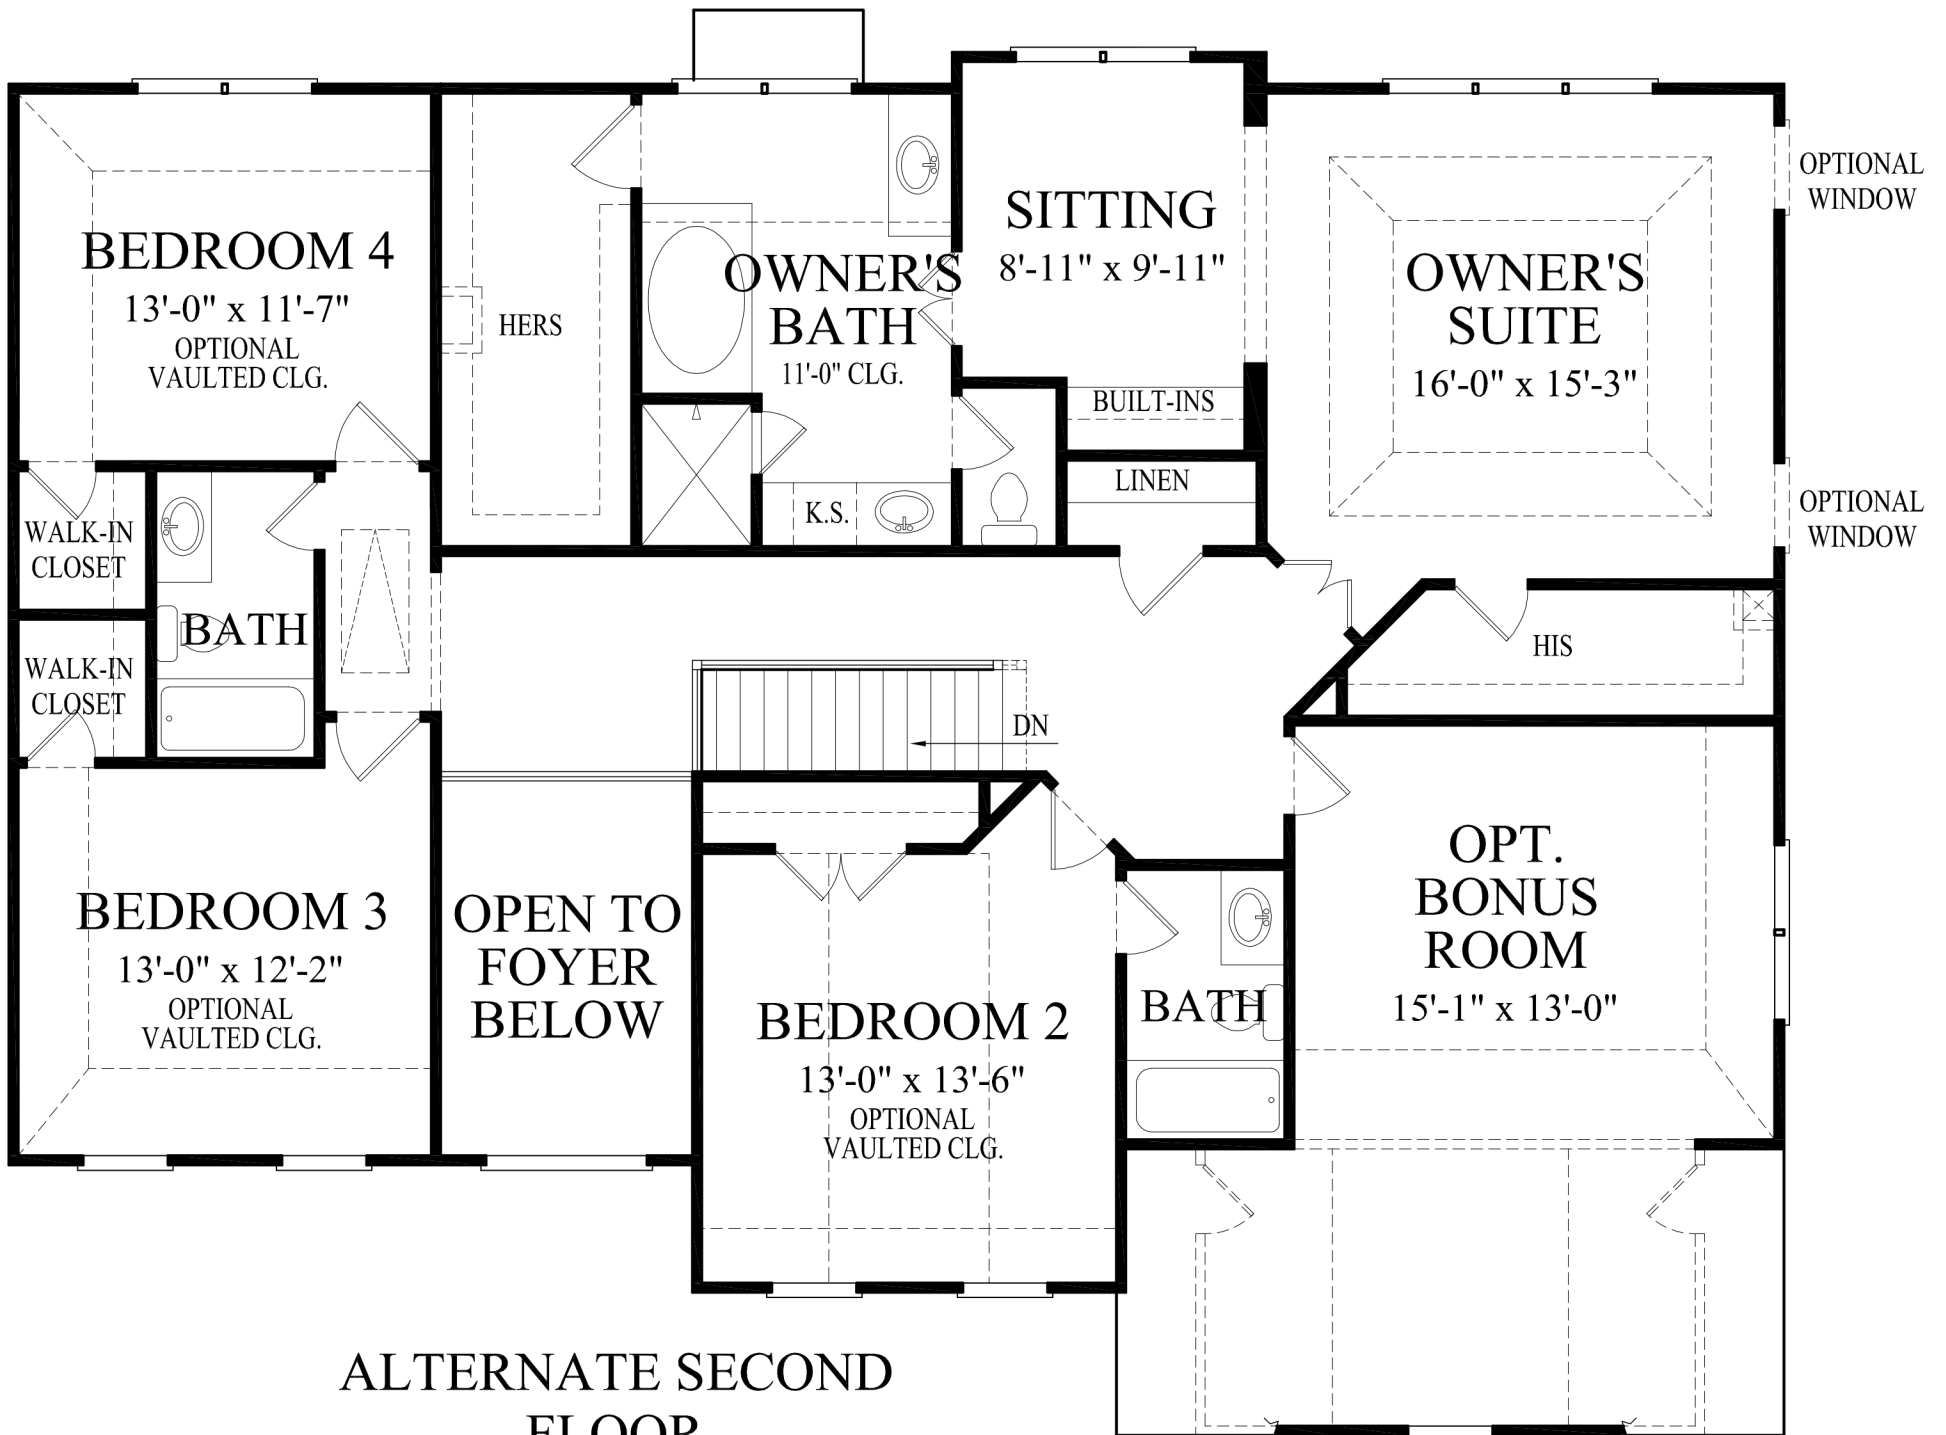 BEDROOM 4
13'-0" x 11'-7"
OPTIONAL
VAULTED CLG.
HERS
OWNER'S
BATH
11'-0" CLG.
SITTING
8'-11" x 9'-11"
BUILT-INS
LINEN
K.S.
OWNER'S
SUITE
16'-0" x 15'-3"
OPTIONAL
WINDOW
OPTIONAL
WINDOW
WALK-IN
CLOSET
WALK-IN
CLOSET
BATH
HIS
DN
BEDROOM 3
13'-0" x 12'-2"
OPTIONAL
VAULTED CLG.
OPEN TO
FOYER
BELOW
BEDROOM 2
13'-0" x 13'-6"
OPTIONAL
VAULTED CLG.
BATH
OPT.
BONUS
ROOM
15'-1" x 13'-0"
ALTERNATE SECOND
FLOOR